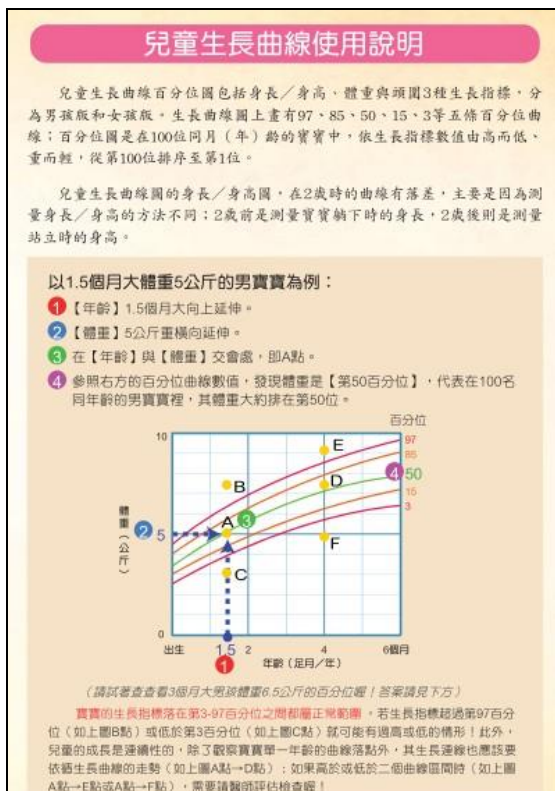 兒童生長曲線使用說明
兒童生長曲線百分位圖包括身長／身高、體重與頭圍3種生長指標，分
為男孩版和女孩版。生長曲線圖上畫有97、85、50、15、3等五條百分位曲
線；百分位圖是在100位同月（年）齡的寶寶中，依生長指標數值由高而低、
重而輕，從第100位排序至第1位。
兒童生長曲線圖的身長／身高圖，在2歲時的曲線有落差，主要是因為測
量身長／身高的方法不同；2歲前是測量寶寶躺下時的身長，2歲後則是測量
站立時的身高。
以1.5個月大體重5公斤的男寶寶為例：
1【年齡】1.5個月大向上延伸。
2【體重】5公斤重橫向延伸。
3 在【年齡】與【體重】交會處，即A點。
4 參照右方的百分位曲線數值，發現體重是【第50百分位】，代表在100名
同年齡的男寶寶裡，其體重大約排在第50位。
百分位
10
E
97
85
B
D
4 50
A 3
15
體重（公斤）
2 5
3
F
C
0
出生 1.5 2 4 6個月
1
年齡（足月／年）
（請試著查查看3個月大男孩體重6.5公斤的百分位喔！答案請見下方）
寶寶的生長指標落在第3-97百分位之間都屬正常範圍，若生長指標超過第97百分
位（如上圖B點）或低於第3百分位（如上圖C點）就可能有過高或低的情形！此外，
兒童的成長是連續性的，除了觀察寶寶單一年齡的曲線落點外，其生長連線也應該要
依循生長曲線的走勢（如上圖A點→D點）；如果高於或低於二個曲線區間時（如上圖
A點→E點或A點→F點），需要請醫師評估檢查喔！